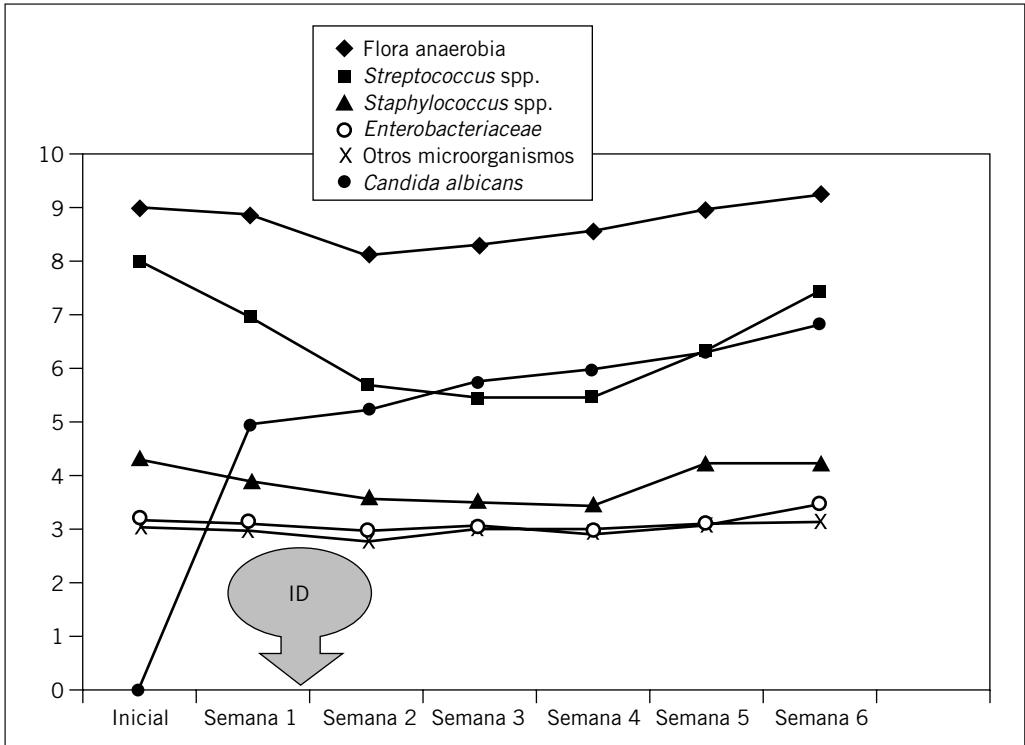 Flora anaerobia
Streptococcus spp.
Staphylococcus spp.
Enterobacteriaceae
Otros microorganismos
Candida albicans
10
9
8
7
6
5
4
3
2
1
0
ID
Inicial Semana 1 Semana 2 Semana 3 Semana 4 Semana 5 Semana 6